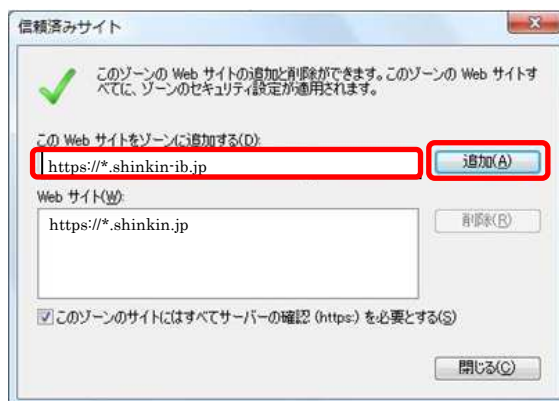 信頼済みサイト
このゾーンの Web サイトの追加と削除ができます。このゾーンの Web サイトす
べてに、ゾーンのセキュリティ設定が適用されます。
この Web サイトをゾーンに追加する(D):
https://*.shinkin-ib.jp
追加(A)
Web サイト(W):
https://*.shinkin.jp
削除(R)
このゾーンのサイトにはすべてサーバーの確認 (https:) を必要とする(S)
閉じる(C)